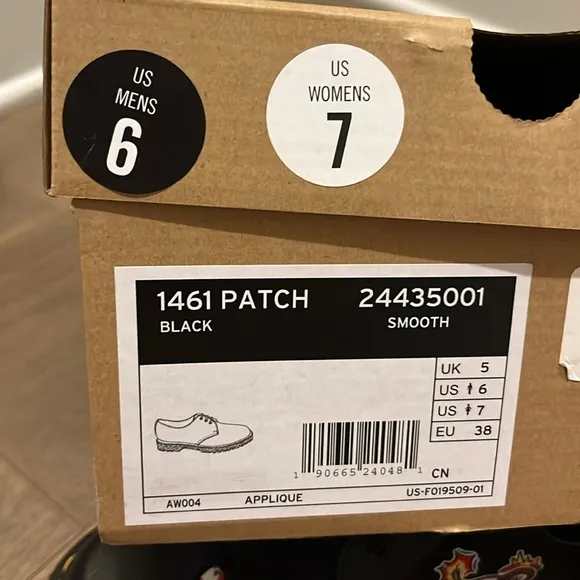 US
MENS
6
US
WOMENS
7
1461 PATCH 24435001
BLACK SMOOTH
UK 5
US 6
US 7
EU 38
1 90665 24048 1
CN
AW004 APPLIQUE US-F019509-01